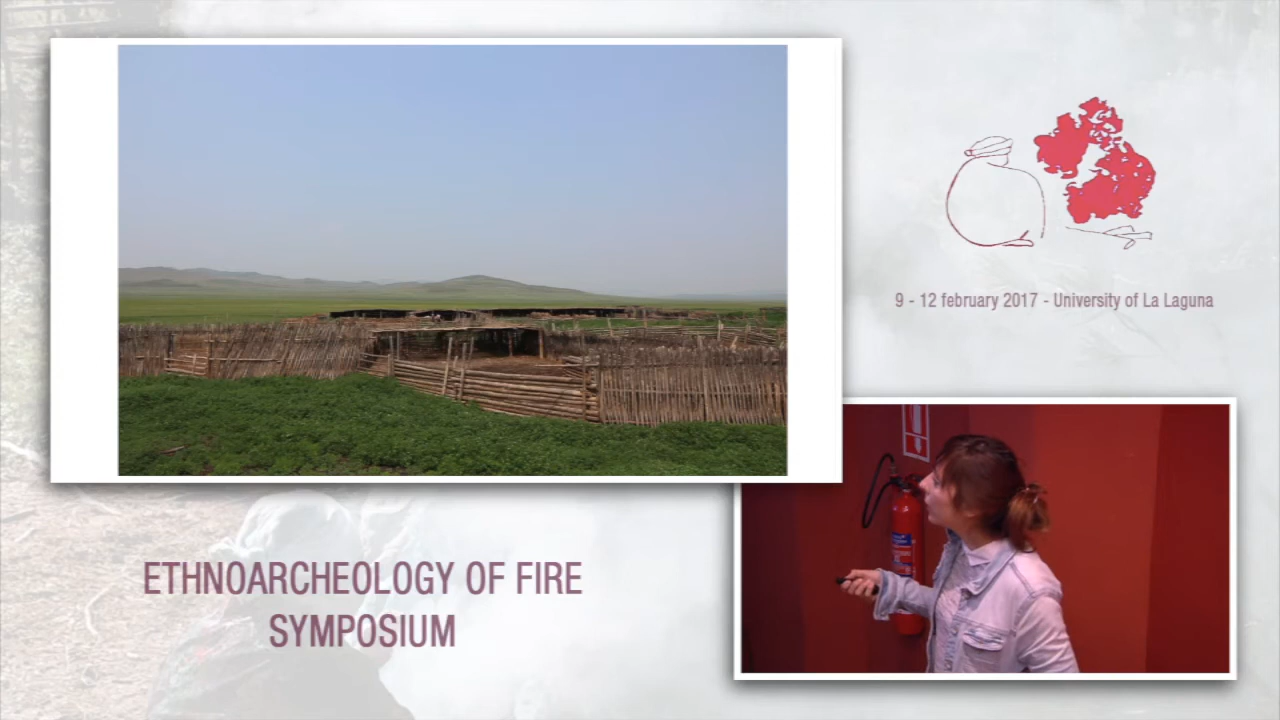 9 - 12 february 2017 - University of La Laguna
ETHNOARCHEOLOGY OF FIRE
SYMPOSIUM